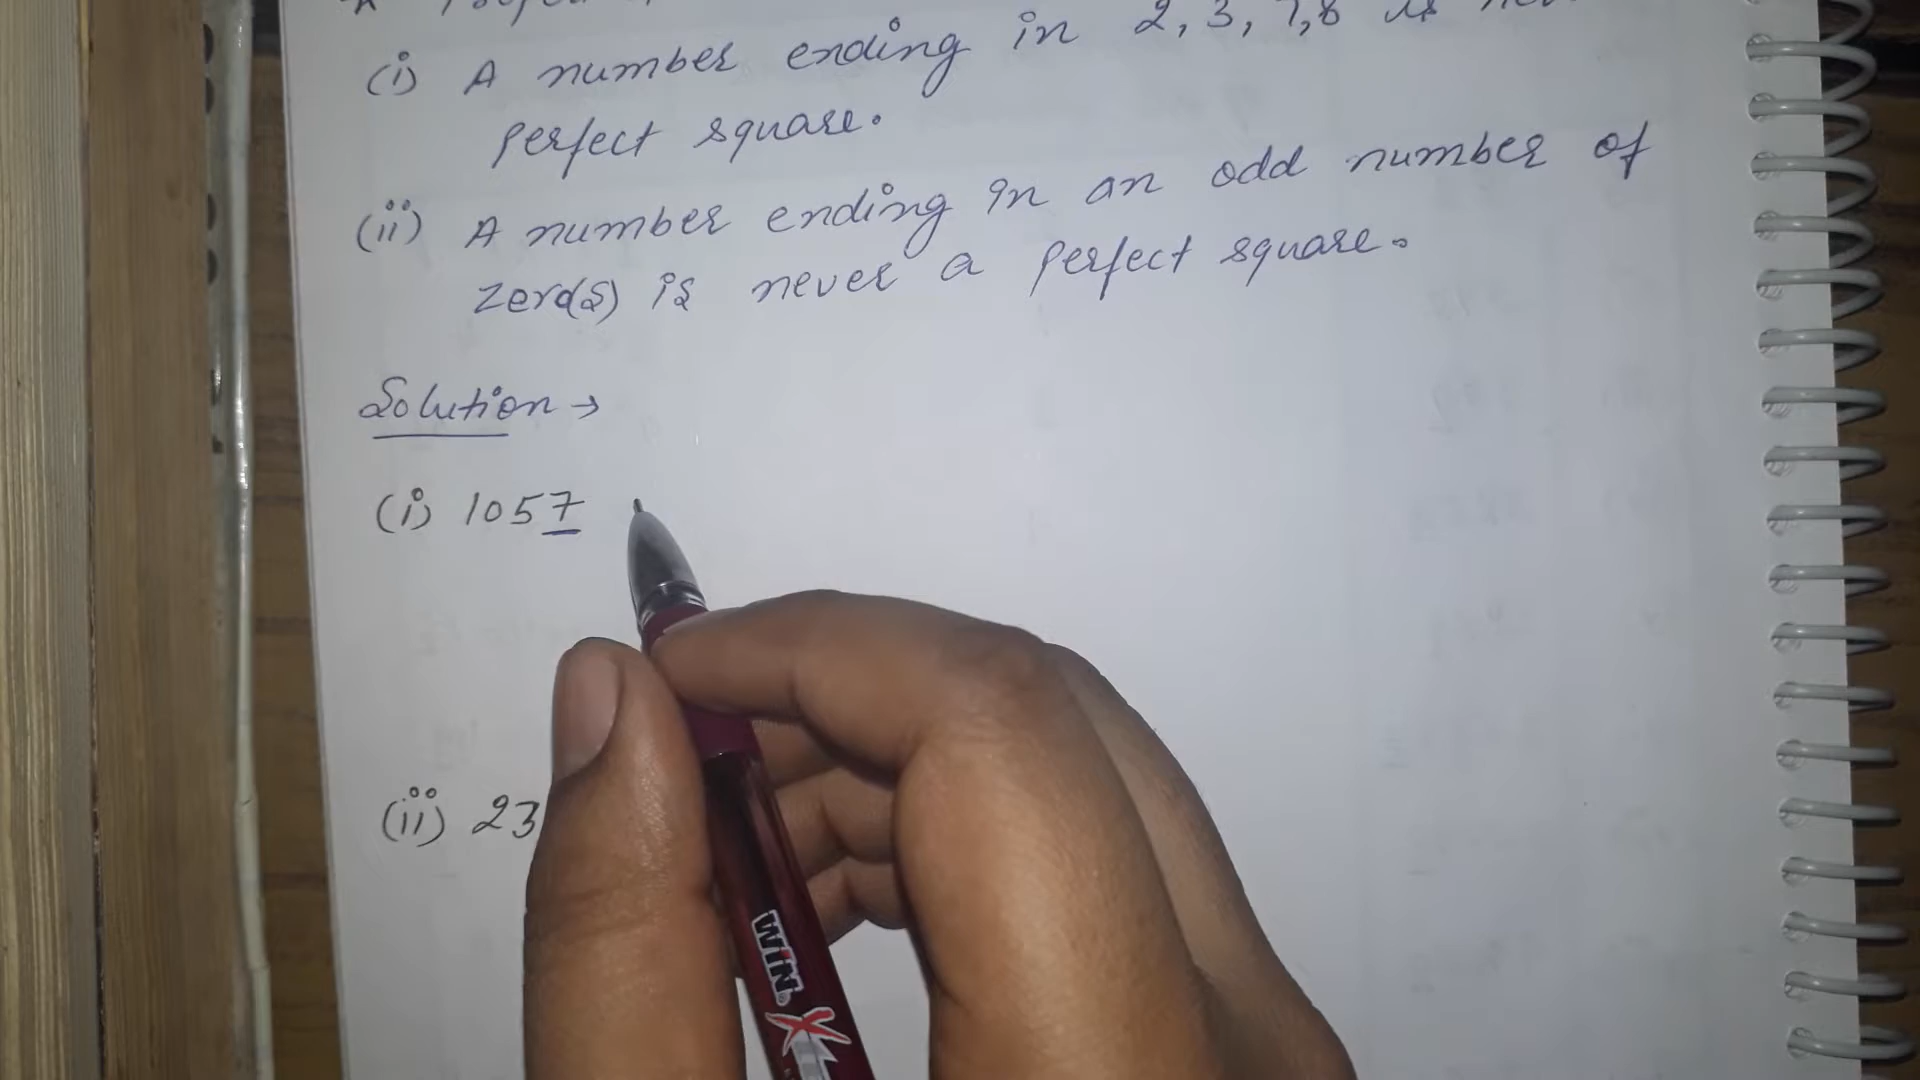 (i) A number ending in 2, 3, 7, 8 is
perfect square.
(ii) A number ending in an odd number of
zero(s) is never a perfect square.
Solution →
(i) 1057
(ii) 23
WIN